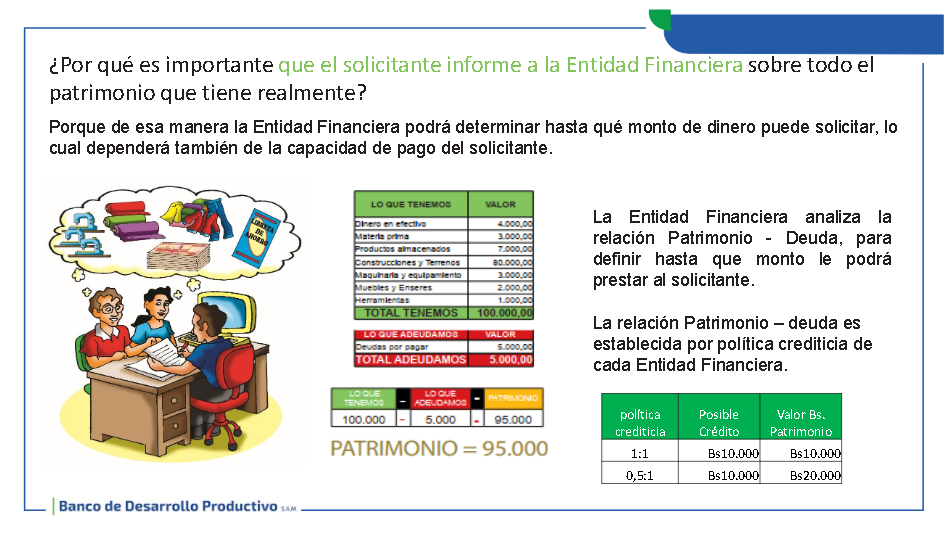 ¿Por qué es importante que el solicitante informe a la Entidad Financiera sobre todo el
patrimonio que tiene realmente?
Porque de esa manera la Entidad Financiera podrá determinar hasta qué monto de dinero puede solicitar, lo
cual dependerá también de la capacidad de pago del solicitante.
LIBRETA
DE
AHORRO
LO QUE TENEMOS VALOR
Dinero en efectivo 4.000,00
Materia prima 3.000,00
Productos almacenados 7.000,00
Construcciones y Terrenos 80.000,00
Maquinaria y equipamiento 3.000,00
Muebles y Enseres 2.000,00
Herramientas 1.000,00
TOTAL TENEMOS 100.000,00
LO QUE ADEUDAMOS VALOR
Deudas por pagar 5.000,00
TOTAL ADEUDAMOS 5.000,00
LO QUE
TENEMOS - LO QUE
ADEUDAMOS = PATRIMONIO
100.000 - 5.000 = 95.000
PATRIMONIO = 95.000
La Entidad Financiera analiza la
relación Patrimonio - Deuda, para
definir hasta que monto le podrá
prestar al solicitante.
La relación Patrimonio – deuda es
establecida por política crediticia de
cada Entidad Financiera.
política
crediticia Posible
Crédito Valor Bs.
Patrimonio
1:1 Bs10.000 Bs10.000
0,5:1 Bs10.000 Bs20.000
Banco de Desarrollo Productivo S.A.M.